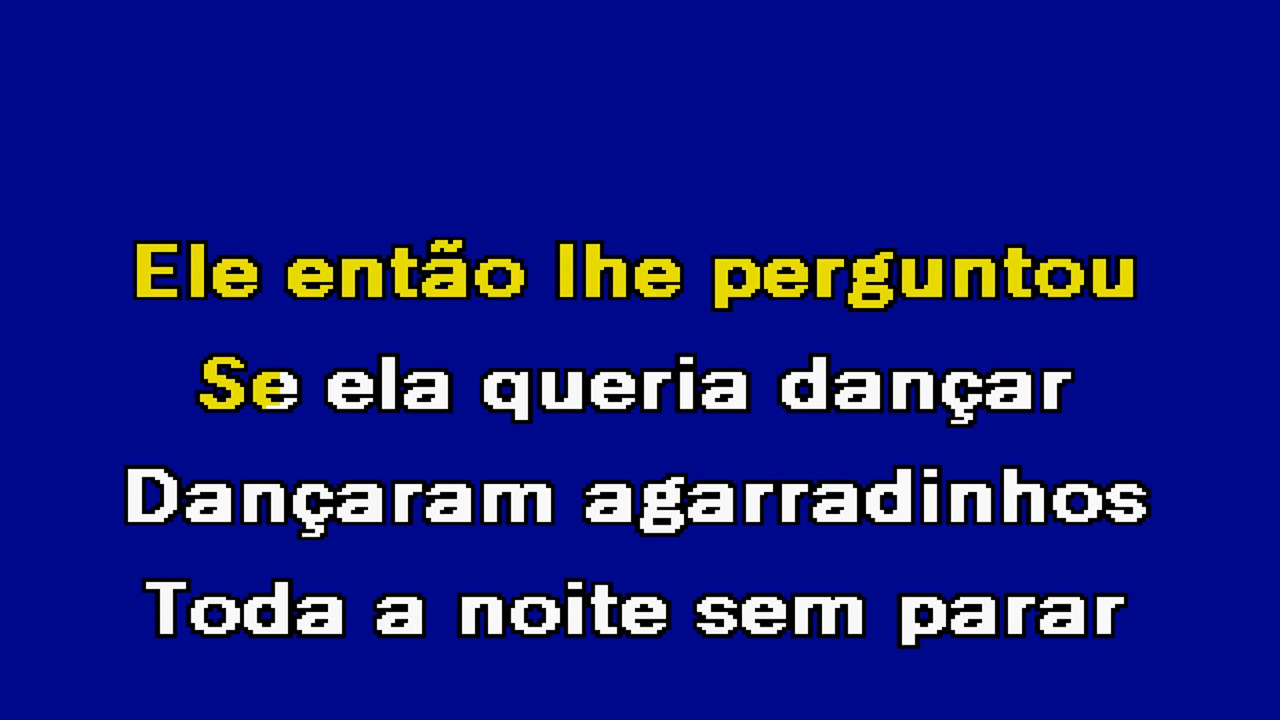 Ele então lhe perguntou
Se ela queria dançar
Dançaram agarradinhos
Toda a noite sem parar